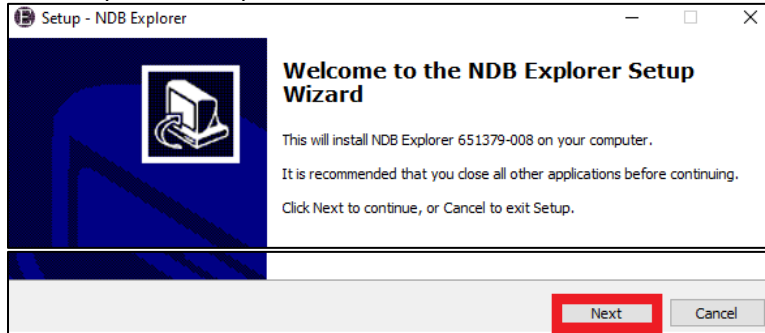 Setup - NDB Explorer
Welcome to the NDB Explorer Setup
Wizard
This will install NDB Explorer 651379-008 on your computer.
It is recommended that you close all other applications before continuing.
Click Next to continue, or Cancel to exit Setup.
Next
Cancel